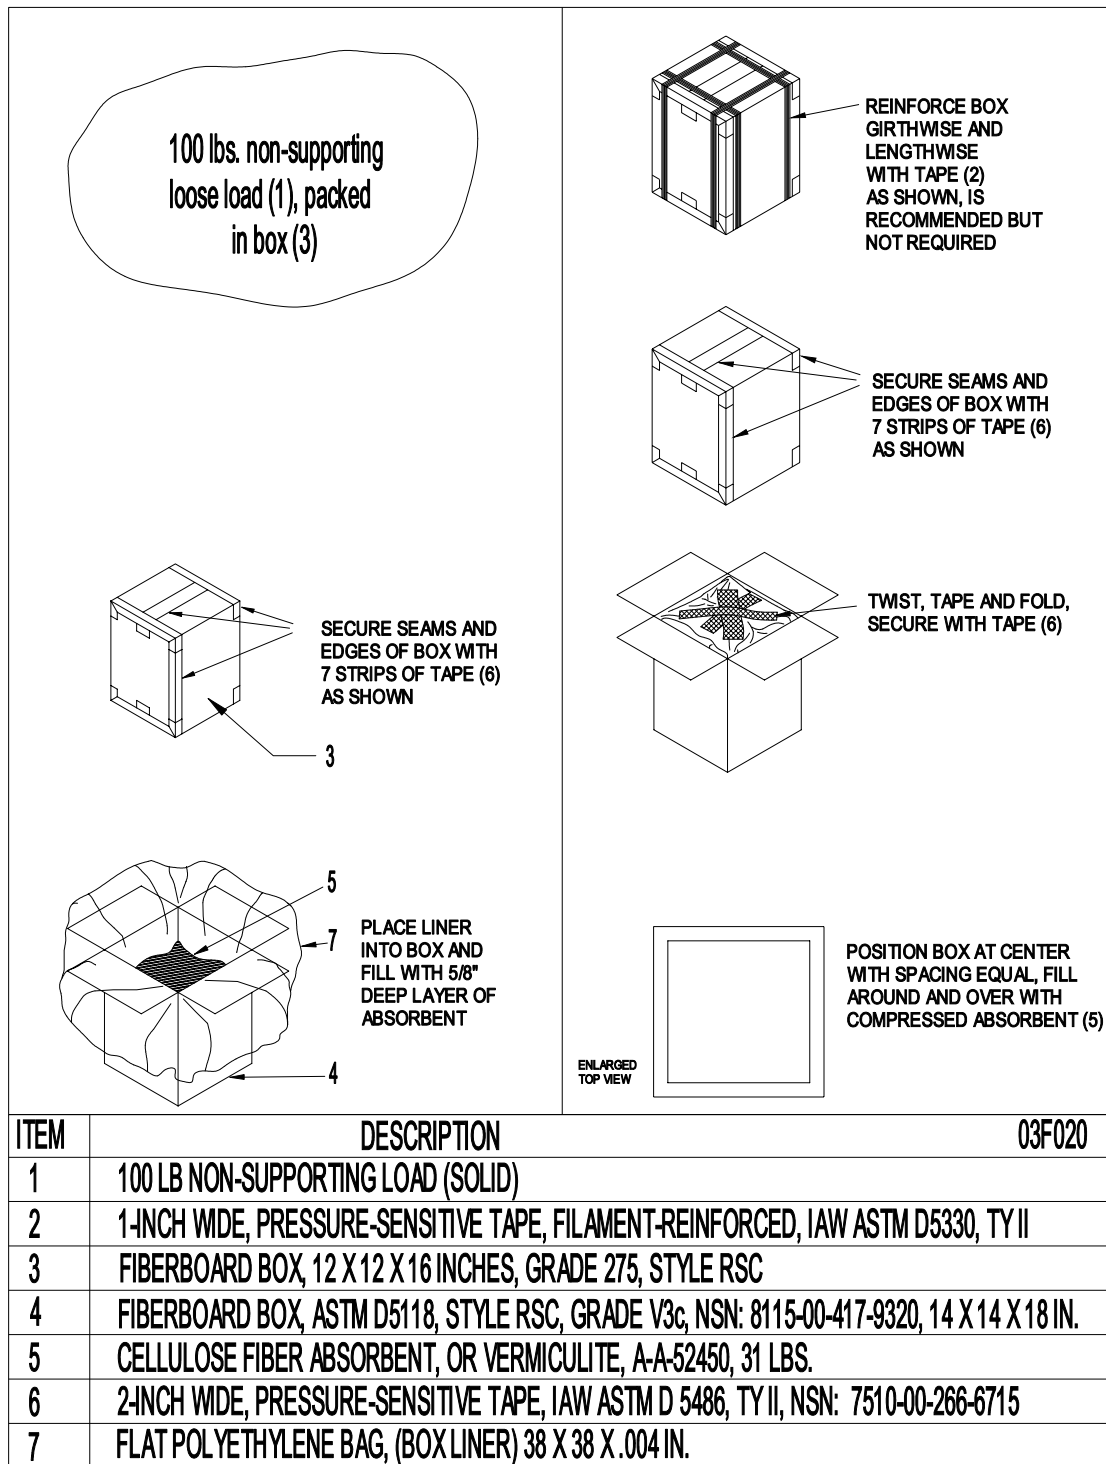 100 lbs. non-supporting
loose load (1), packed
in box (3)
SECURE SEAMS AND
EDGES OF BOX WITH
7 STRIPS OF TAPE (6)
AS SHOWN
3
5
7
PLACE LINER
INTO BOX AND
FILL WITH 5/8"
DEEP LAYER OF
ABSORBENT
4
REINFORCE BOX
GIRTHWISE AND
LENGTHWISE
WITH TAPE (2)
AS SHOWN, IS
RECOMMENDED BUT
NOT REQUIRED
SECURE SEAMS AND
EDGES OF BOX WITH
7 STRIPS OF TAPE (6)
AS SHOWN
TWIST, TAPE AND FOLD,
SECURE WITH TAPE (6)
POSITION BOX AT CENTER
WITH SPACING EQUAL, FILL
AROUND AND OVER WITH
COMPRESSED ABSORBENT (5)
ENLARGED
TOP VIEW
ITEM DESCRIPTION 03F020
1 100 LB NON-SUPPORTING LOAD (SOLID)
2 1-INCH WIDE, PRESSURE-SENSITIVE TAPE, FILAMENT-REINFORCED, IAW ASTM D5330, TY II
3 FIBERBOARD BOX, 12 X 12 X 16 INCHES, GRADE 275, STYLE RSC
4 FIBERBOARD BOX, ASTM D5118, STYLE RSC, GRADE V3c, NSN: 8115-00-417-9320, 14 X 14 X 18 IN.
5 CELLULOSE FIBER ABSORBENT, OR VERMICULITE, A-A-52450, 31 LBS.
6 2-INCH WIDE, PRESSURE-SENSITIVE TAPE, IAW ASTM D 5486, TY II, NSN: 7510-00-266-6715
7 FLAT POLYETHYLENE BAG, (BOX LINER) 38 X 38 X .004 IN.